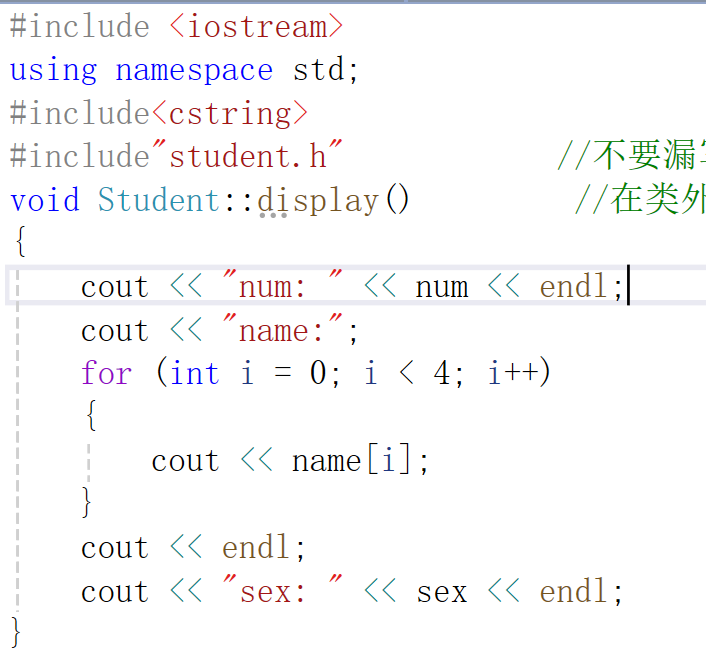 #include <iostream>
using namespace std;
#include<cstring>
#include"student.h" //不要漏
void Student::display() //在类外
{
cout << "num: " << num << endl;
cout << "name:";
for (int i = 0; i < 4; i++)
{
cout << name[i];
}
cout << endl;
cout << "sex: " << sex << endl;
}